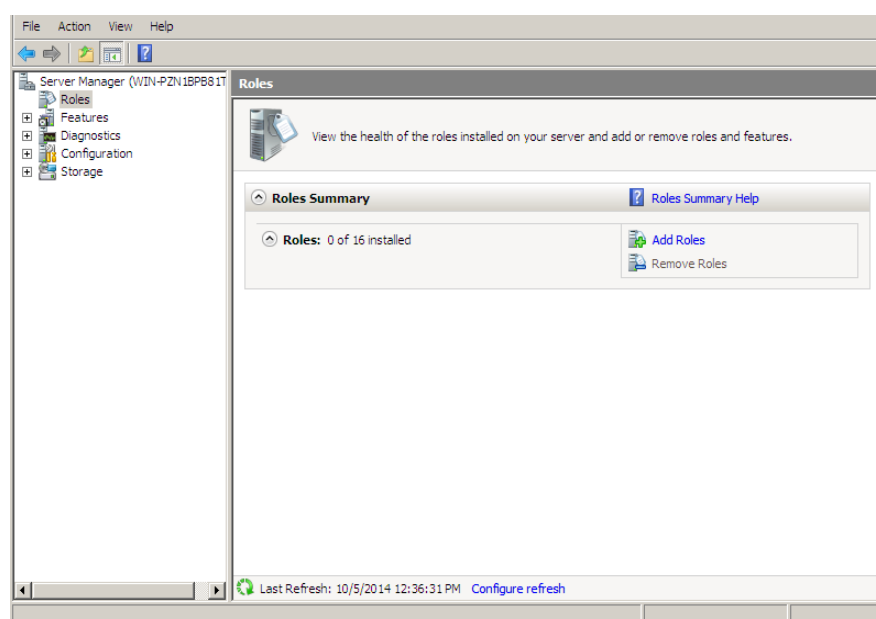 File Action View Help
Server Manager (WIN-PZN1BPB81T
Roles
Features
Diagnostics
Configuration
Storage
Roles
View the health of the roles installed on your server and add or remove roles and features.
Roles Summary
Roles Summary Help
Roles: 0 of 16 installed
Add Roles
Remove Roles
Last Refresh: 10/5/2014 12:36:31 PM Configure refresh